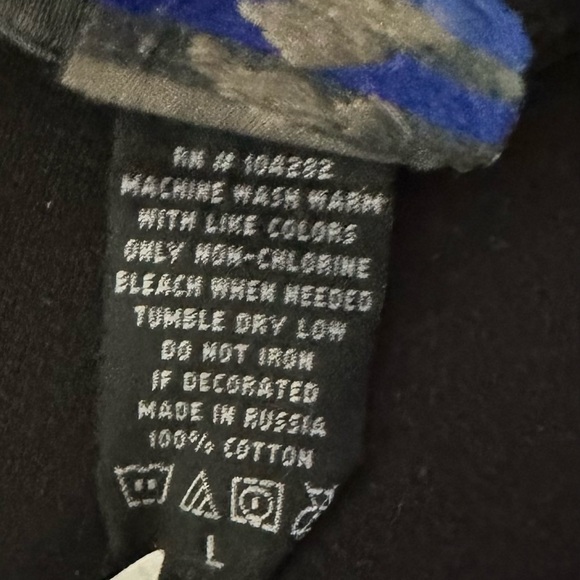 RN # 104282
MACHINE WASH WARM
WITH LIKE COLORS
ONLY NON-CHLORINE
BLEACH WHEN NEEDED
TUMBLE DRY LOW
DO NOT IRON
IF DECORATED
MADE IN RUSSIA
100% COTTON
L